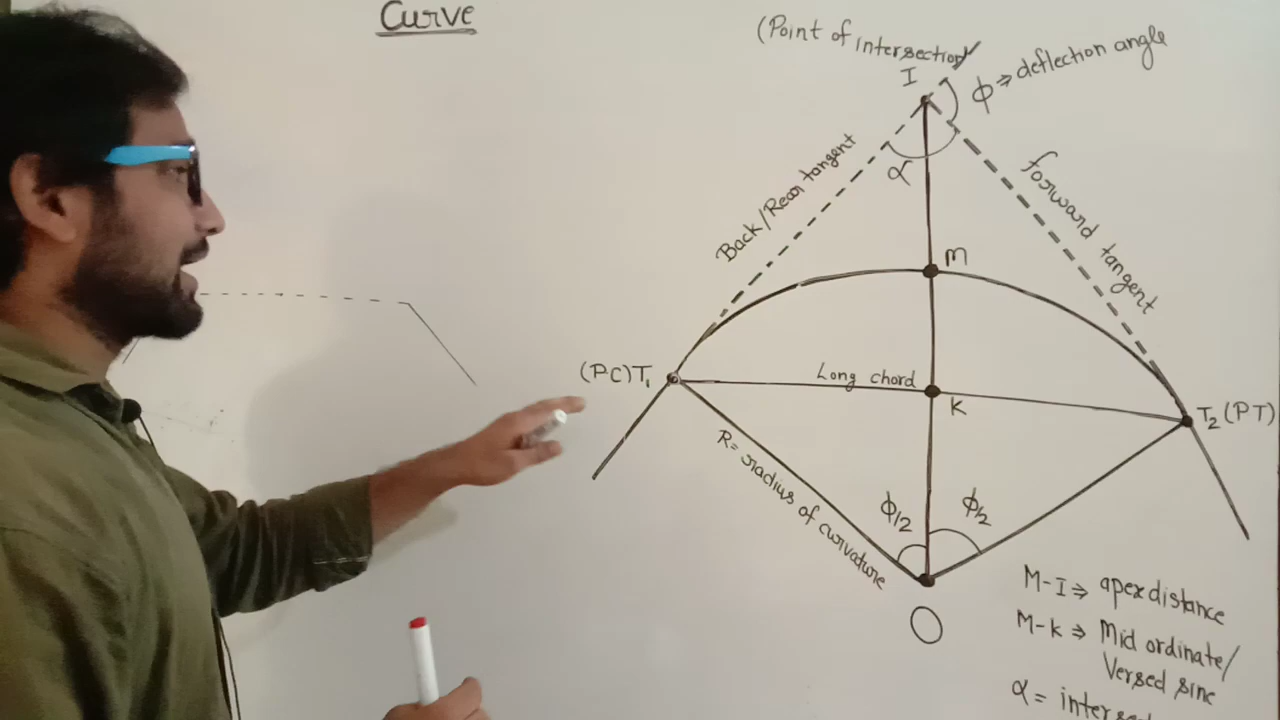 Curve
(Point of intersection
I
ϕ ⇒ deflection angle
α
Back/Rear tangent
forward tangent
M
(PC)T₁
Long chord
K
T₂(PT)
R = radius of curvature
ϕ/2
ϕ/2
O
M-I ⇒ apex distance
M-K ⇒ Mid ordinate/
Versed sine
α =